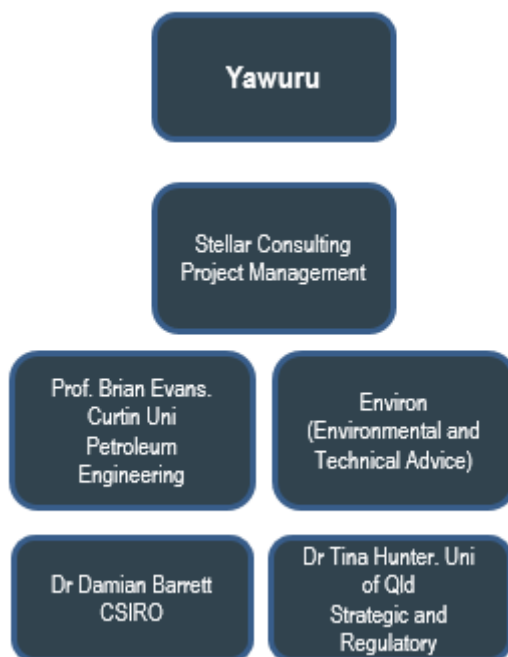 Yawuru
Stellar Consulting
Project Management
Prof. Brian Evans.
Curtin Uni
Petroleum
Engineering
Environ
(Environmental and
Technical Advice)
Dr Damian Barrett
CSIRO
Dr Tina Hunter. Uni
of Qld
Strategic and
Regulatory